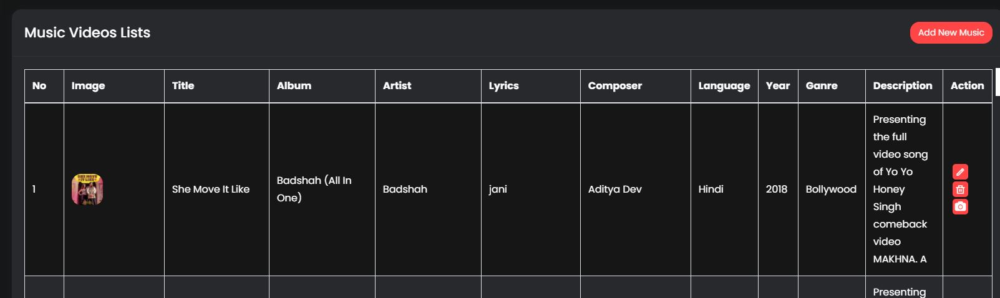 Music Videos Lists
Add New Music
No Image Title Album Artist Lyrics Composer Language Year Ganre Description Action
1
SHE MOVE
IT LIKE
She Move It Like
Badshah (All In
One)
Badshah
jani
Aditya Dev
Hindi
2018
Bollywood
Presenting
the full
video song
of Yo Yo
Honey
Singh
comeback
video
MAKHNA. A
Presenting